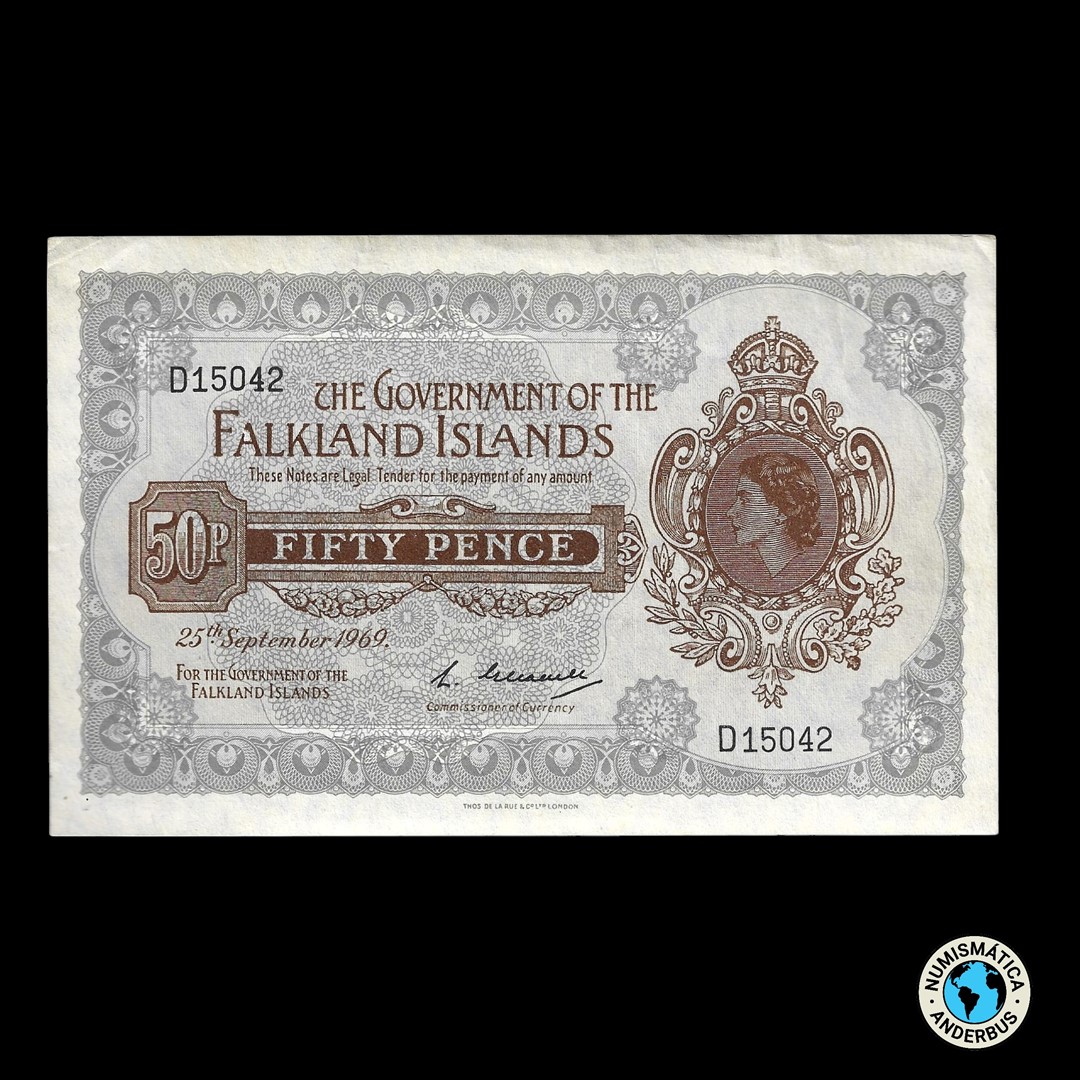 D15042
THE GOVERNMENT OF THE
FALKLAND ISLANDS
These Notes are Legal Tender for the payment of any amount
50P
FIFTY PENCE
25th September 1969.
FOR THE GOVERNMENT OF THE
FALKLAND ISLANDS
Commissioner of Currency
D15042
THOS DE LA RUE & Cº LTD LONDON
NUMISMÁTICA
· ANDERBUS ·